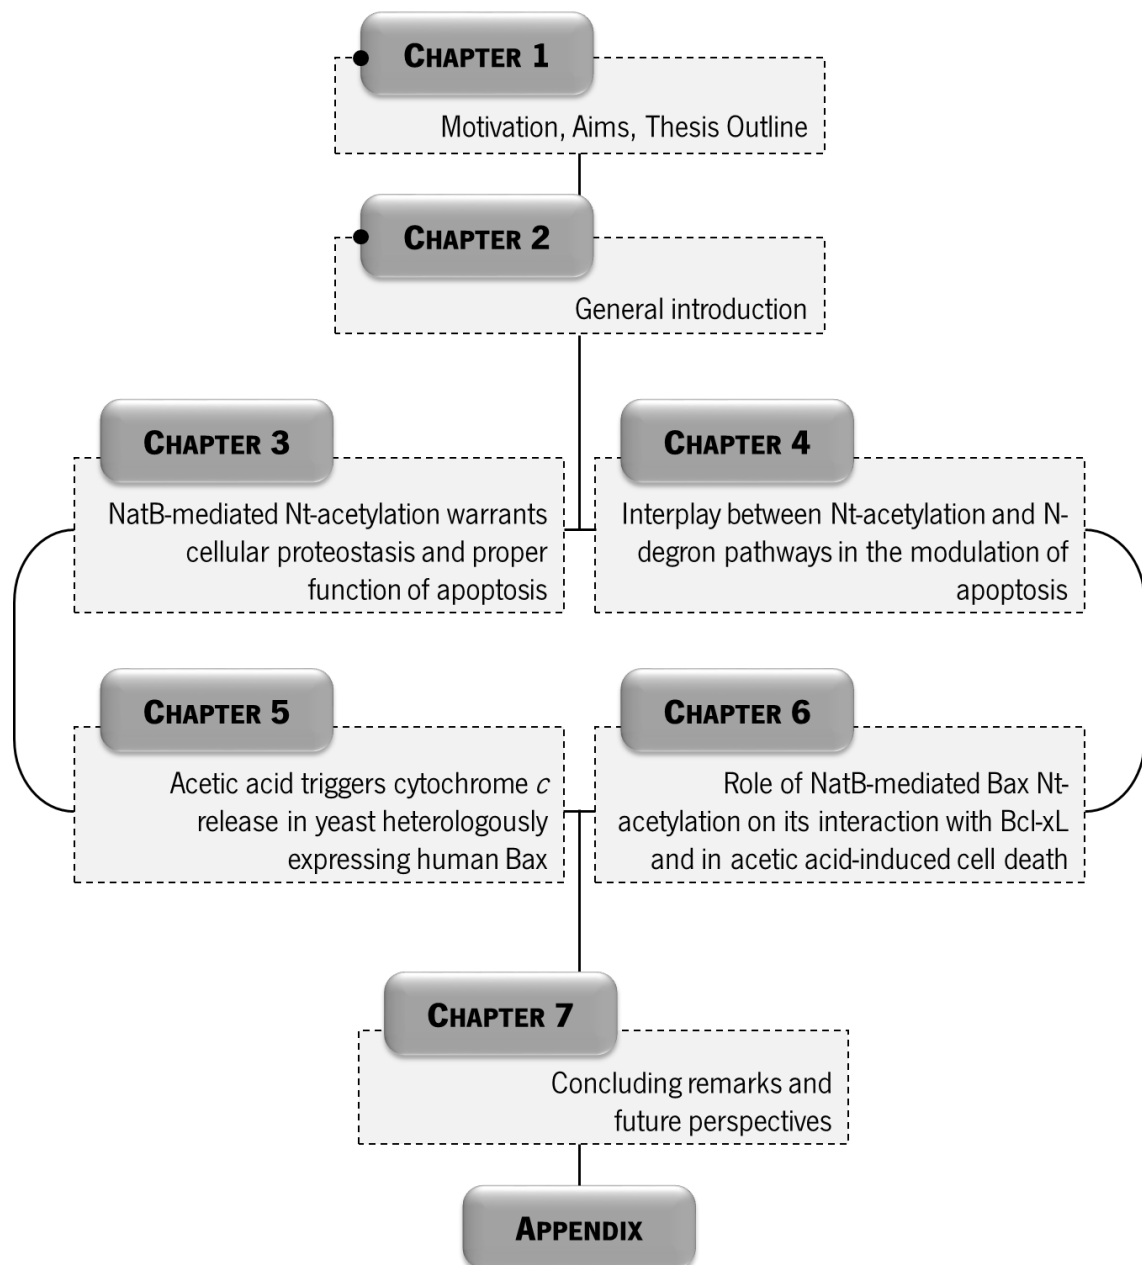 CHAPTER 1
Motivation, Aims, Thesis Outline
CHAPTER 2
General introduction
CHAPTER 3
NatB-mediated Nt-acetylation warrants
cellular proteostasis and proper
function of apoptosis
CHAPTER 4
Interplay between Nt-acetylation and N-
degron pathways in the modulation of
apoptosis
CHAPTER 5
Acetic acid triggers cytochrome c
release in yeast heterologously
expressing human Bax
CHAPTER 6
Role of NatB-mediated Bax Nt-
acetylation on its interaction with Bcl-xL
and in acetic acid-induced cell death
CHAPTER 7
Concluding remarks and
future perspectives
APPENDIX